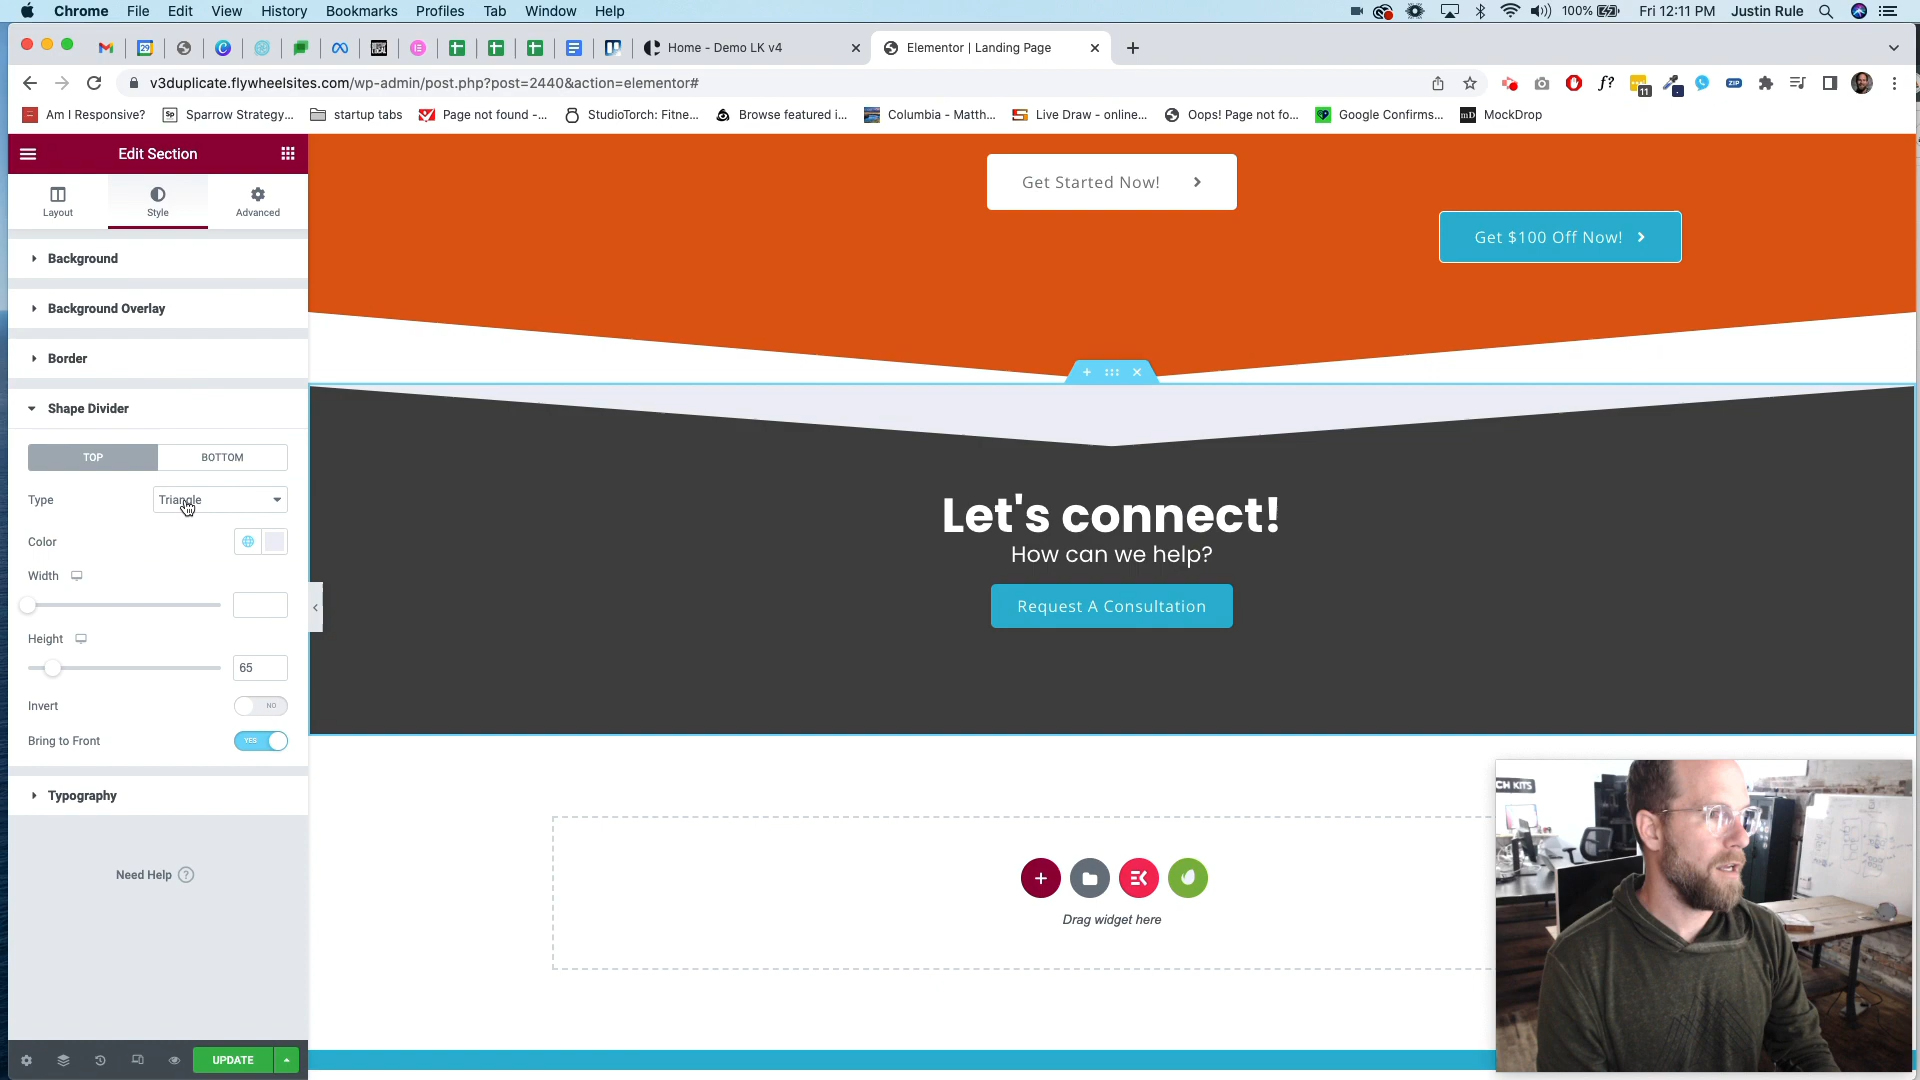 Chrome File Edit View History Bookmarks Profiles Tab Window Help
100% Fri 12:11 PM Justin Rule
Home - Demo LK v4
Elementor | Landing Page
v3duplicate.flywheelsites.com/wp-admin/post.php?post=2440&action=elementor#
f?
11
ZIP
Am I Responsive?
Sparrow Strategy...
startup tabs
Page not found -...
StudioTorch: Fitne...
Browse featured i...
Columbia - Matth...
Live Draw - online...
Oops! Page not fo...
Google Confirms...
MockDrop
Edit Section
Layout
Style
Advanced
Background
Background Overlay
Border
Shape Divider
TOP
BOTTOM
Type
Triangle
Color
Width
Height
65
Invert
NO
Bring to Front
YES
Typography
Need Help ?
UPDATE
Get Started Now!
Get $100 Off Now!
Let's connect!
How can we help?
Request A Consultation
Drag widget here
CH KITS